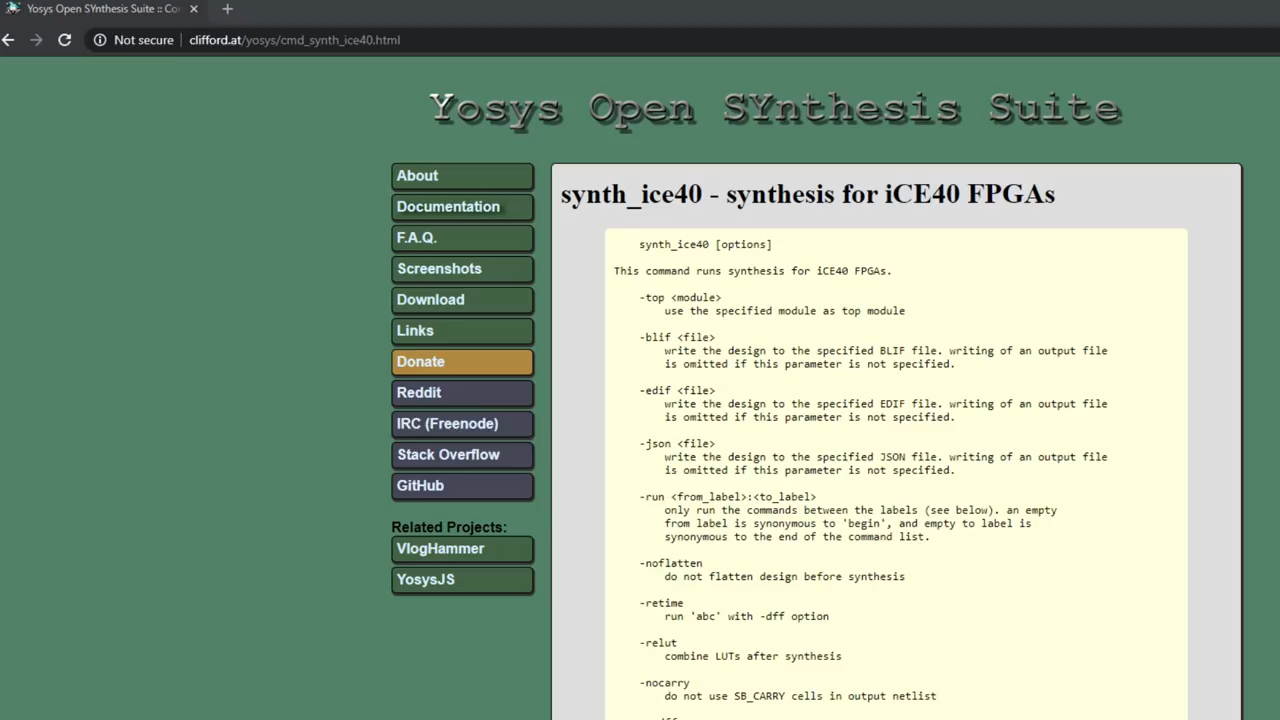 Yosys Open SYnthesis Suite :: Co
Not secure
clifford.at/yosys/cmd_synth_ice40.html
Yosys Open SYnthesis Suite
About
Documentation
F.A.Q.
Screenshots
Download
Links
Donate
Reddit
IRC (Freenode)
Stack Overflow
GitHub
Related Projects:
VlogHammer
YosysJS
synth_ice40 - synthesis for iCE40 FPGAs
synth_ice40 [options]
This command runs synthesis for iCE40 FPGAs.
-top <module>
use the specified module as top module
-blif <file>
write the design to the specified BLIF file. writing of an output file
is omitted if this parameter is not specified.
-edif <file>
write the design to the specified EDIF file. writing of an output file
is omitted if this parameter is not specified.
-json <file>
write the design to the specified JSON file. writing of an output file
is omitted if this parameter is not specified.
-run <from_label>:<to_label>
only run the commands between the labels (see below). an empty
from label is synonymous to 'begin', and empty to label is
synonymous to the end of the command list.
-noflatten
do not flatten design before synthesis
-retime
run 'abc' with -dff option
-relut
combine LUTs after synthesis
-nocarry
do not use SB_CARRY cells in output netlist